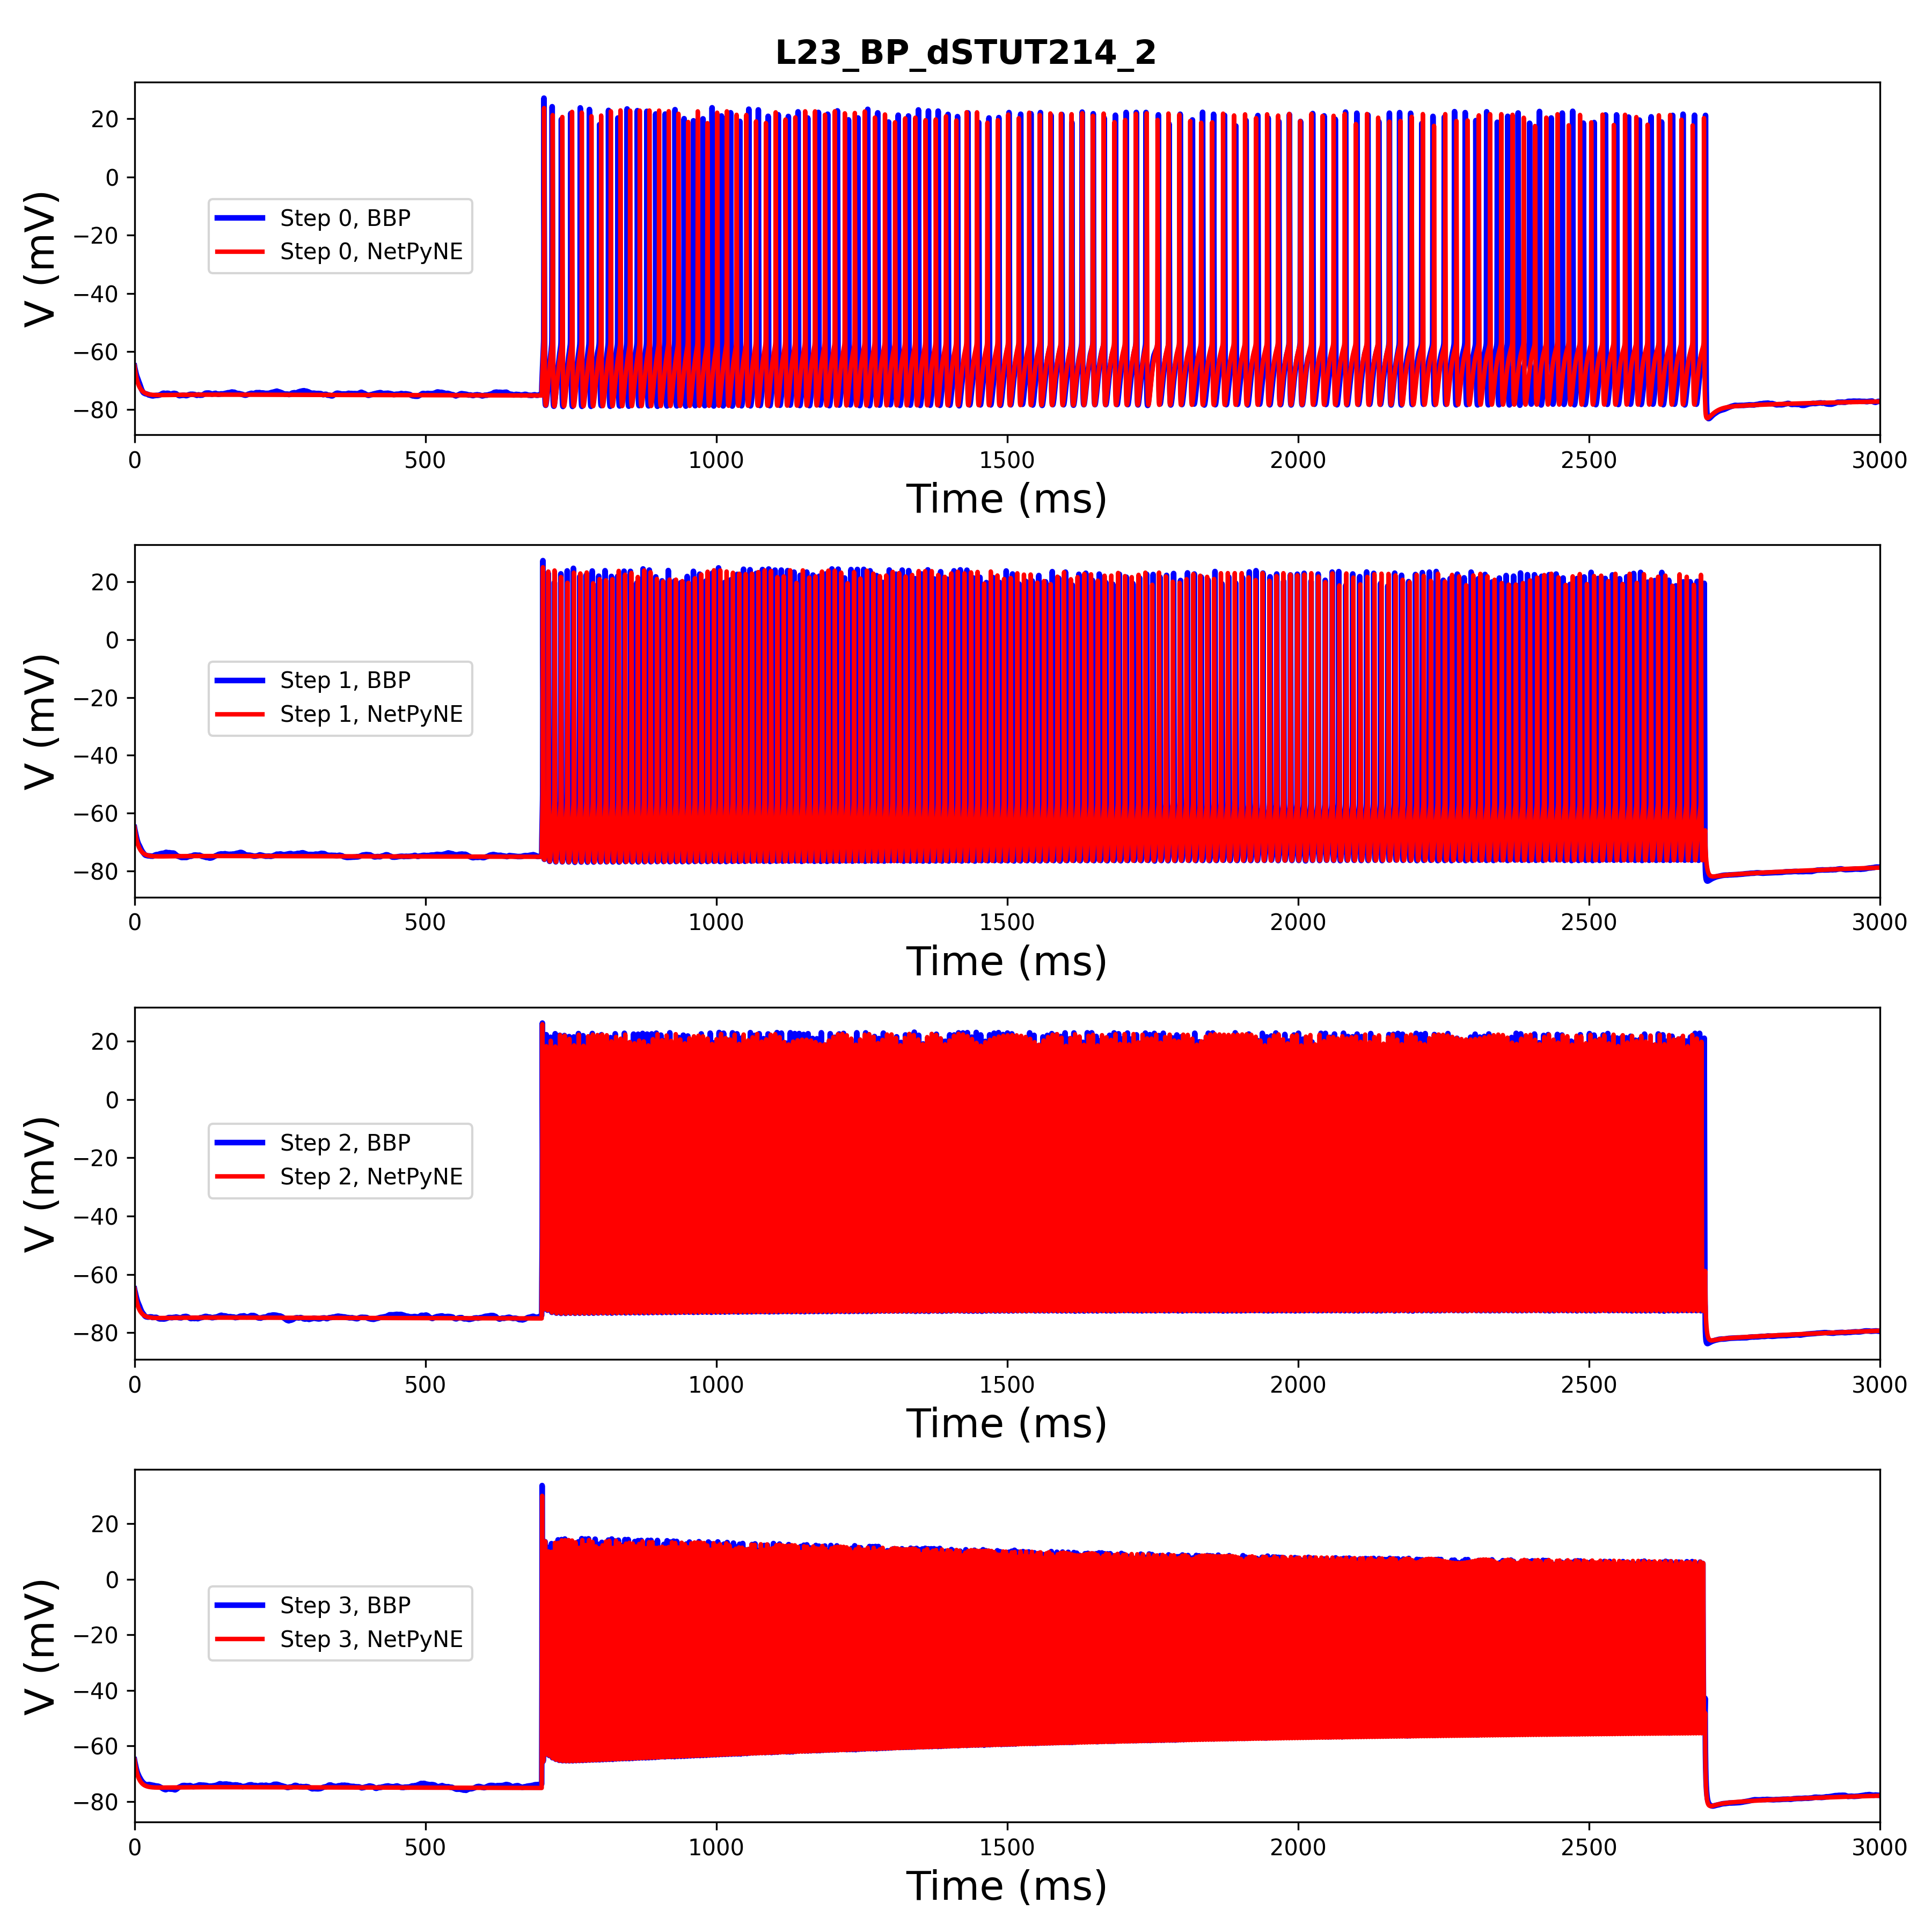 L23_BP_dSTUT214_2
20
0
−20
−40
−60
−80
V (mV)
Step 0, BBP
Step 0, NetPyNE
0 500 1000 1500 2000 2500 3000
Time (ms)
20
0
−20
−40
−60
−80
V (mV)
Step 1, BBP
Step 1, NetPyNE
0 500 1000 1500 2000 2500 3000
Time (ms)
20
0
−20
−40
−60
−80
V (mV)
Step 2, BBP
Step 2, NetPyNE
0 500 1000 1500 2000 2500 3000
Time (ms)
20
0
−20
−40
−60
−80
V (mV)
Step 3, BBP
Step 3, NetPyNE
0 500 1000 1500 2000 2500 3000
Time (ms)